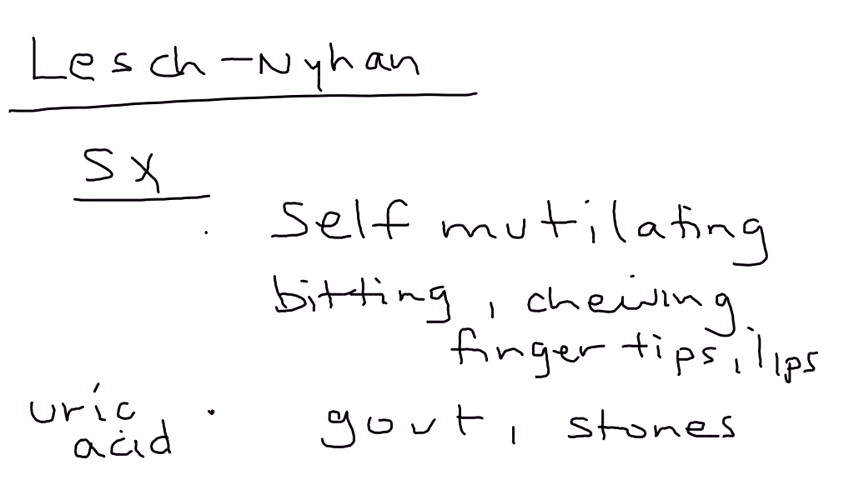 Lesch-Nyhan
Sx
· Self mutilating
bitting, chewing
finger tips, lips
uric acid · gout, stones